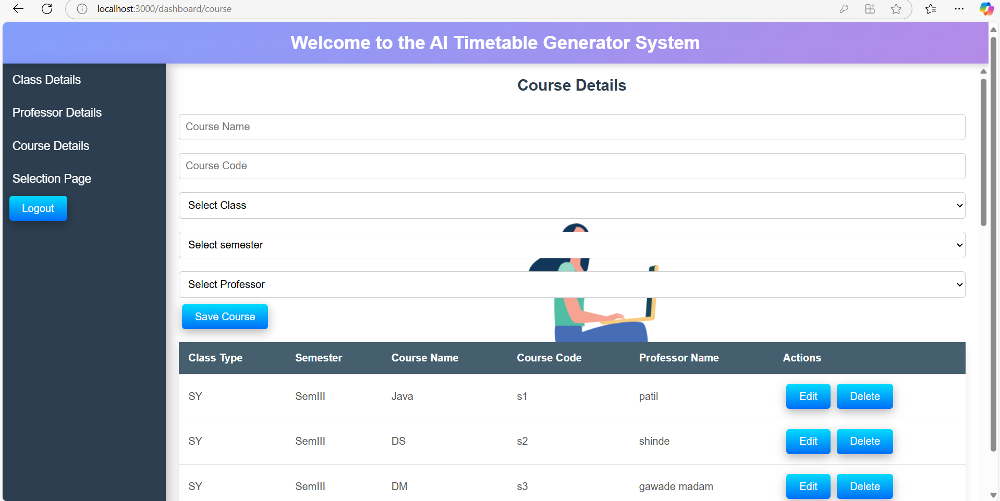 localhost:3000/dashboard/course
Welcome to the AI Timetable Generator System
Class Details
Professor Details
Course Details
Selection Page
Logout
Course Details
Course Name
Course Code
Select Class
Select semester
Select Professor
Save Course
Class Type Semester Course Name Course Code Professor Name Actions
SY SemIII Java s1 patil Edit Delete
SY SemIII DS s2 shinde Edit Delete
SY SemIII DM s3 gawade madam Edit Delete